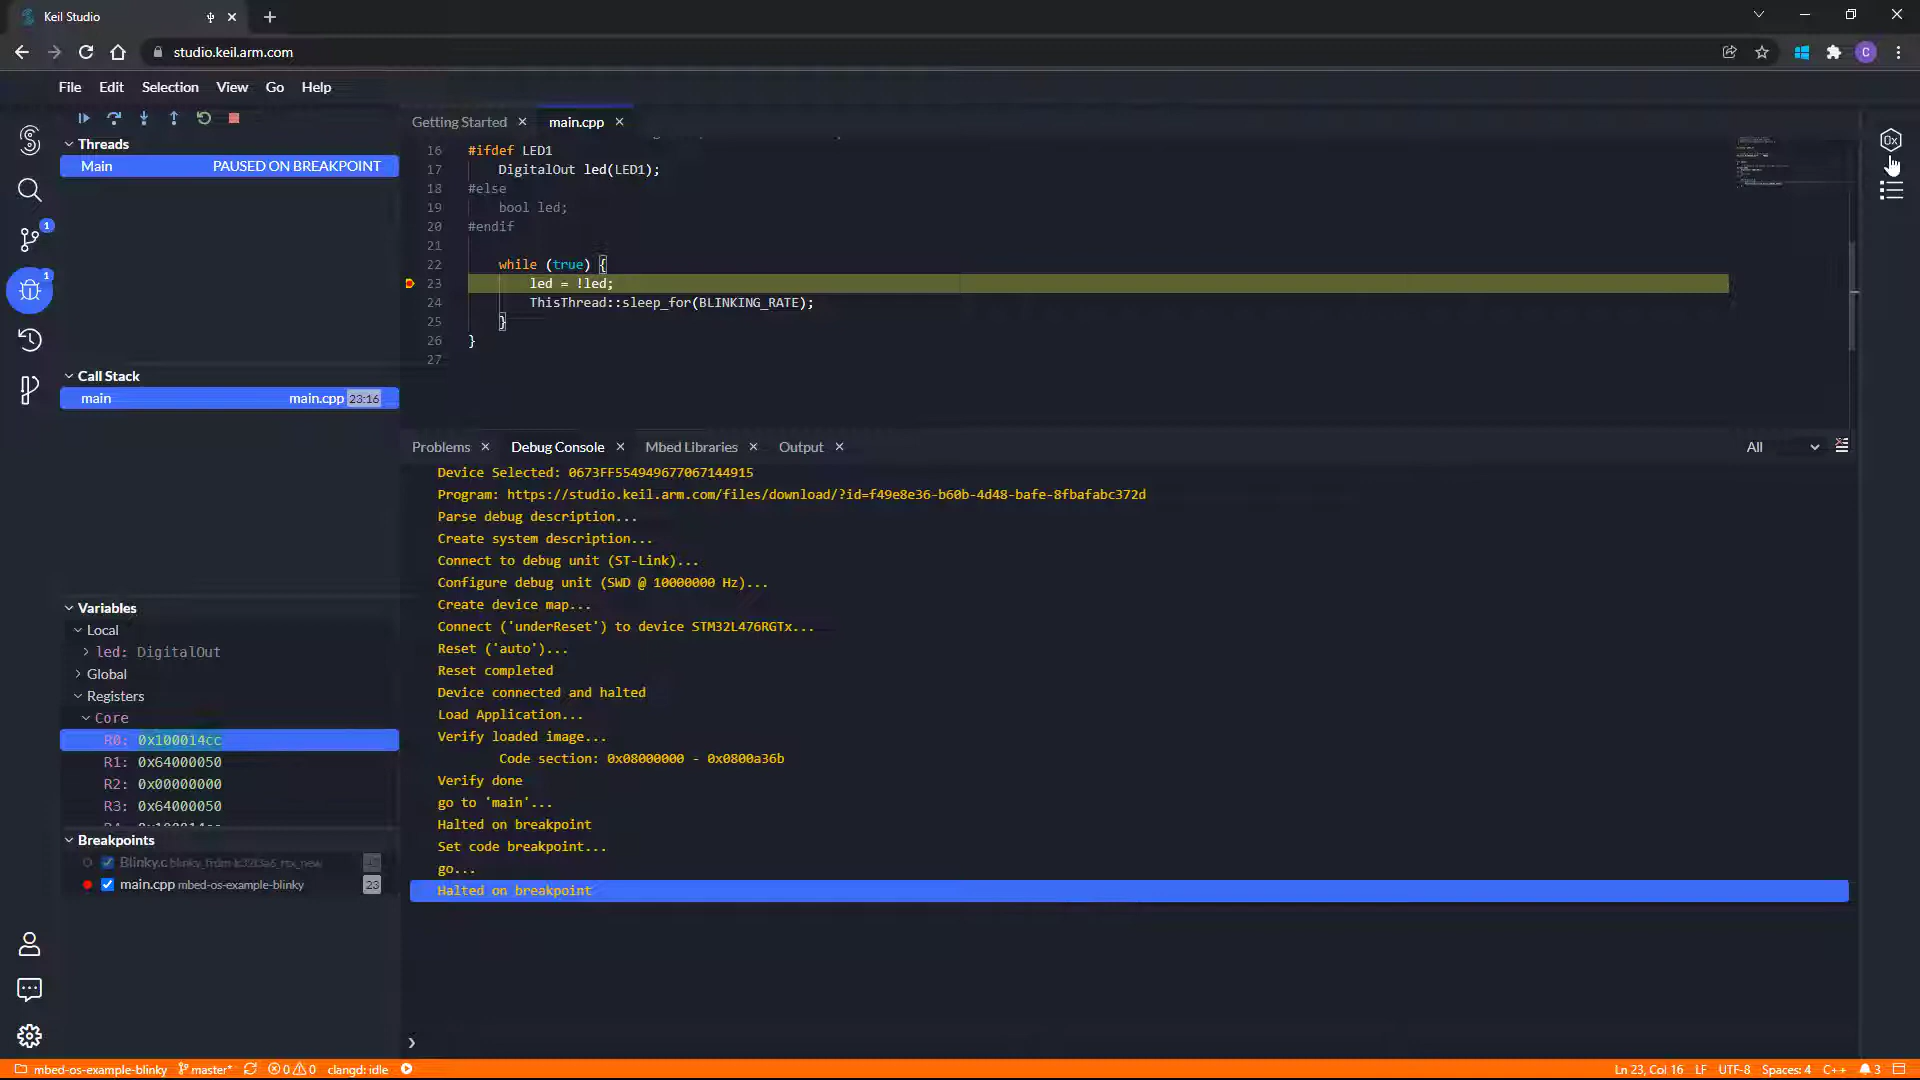 Keil Studio
studio.keil.arm.com
C
File Edit Selection View Go Help
Threads
Main PAUSED ON BREAKPOINT
Call Stack
main main.cpp 23:16
Variables
Local
led: DigitalOut
Global
Registers
Core
R0: 0x100014cc
R1: 0x64000050
R2: 0x00000000
R3: 0x64000050
Breakpoints
Blinky.c
main.cpp mbed-os-example-blinky 23
1
1
Getting Started main.cpp
16 #ifdef LED1
17 DigitalOut led(LED1);
18 #else
19 bool led;
20 #endif
21
22 while (true) {
23 led = !led;
24 ThisThread::sleep_for(BLINKING_RATE);
25 }
26 }
27
0x
Problems Debug Console Mbed Libraries Output All
Device Selected: 0673FF554949677067144915
Program: https://studio.keil.arm.com/files/download/?id=f49e8e36-b60b-4d48-bafe-8fbafabc372d
Parse debug description...
Create system description...
Connect to debug unit (ST-Link)...
Configure debug unit (SWD @ 10000000 Hz)...
Create device map...
Connect ('underReset') to device STM32L476RGTx...
Reset ('auto')...
Reset completed
Device connected and halted
Load Application...
Verify loaded image...
Code section: 0x08000000 - 0x0800a36b
Verify done
go to 'main'...
Halted on breakpoint
Set code breakpoint...
go...
Halted on breakpoint
mbed-os-example-blinky master* 0 0 clangd: idle Ln 23, Col 16 LF UTF-8 Spaces: 4 C++ 3